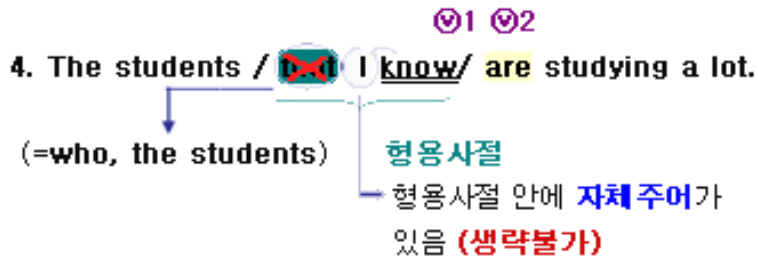 ⓥ1 ⓥ2
4. The students / that I know/ are studying a lot.
(=who, the students) 형용사절
형용사절 안에 자체주어가
있음 (생략불가)